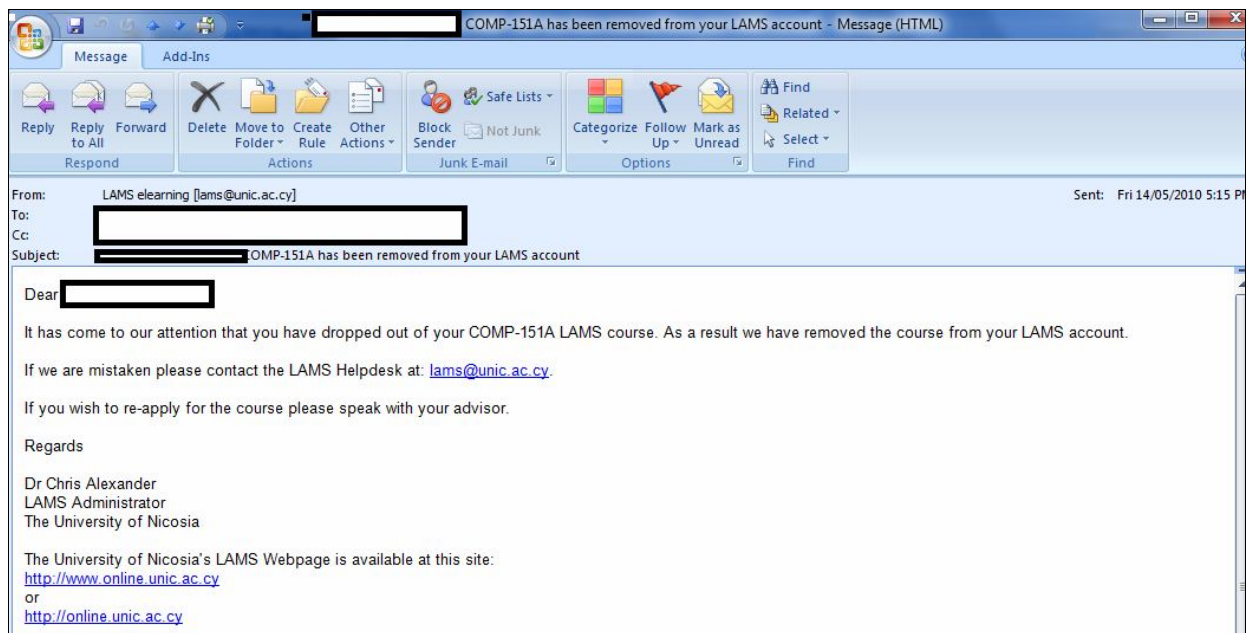 COMP-151A has been removed from your LAMS account - Message (HTML)
Message Add-Ins
Reply Reply to All Forward Delete Move to Folder Create Rule Other Actions Block Sender Safe Lists Not Junk Categorize Follow Up Mark as Unread Find Related Select
Respond Actions Junk E-mail Options Find
From: LAMS elearning [lams@unic.ac.cy] Sent: Fri 14/05/2010 5:15
To:
Cc:
Subject: COMP-151A has been removed from your LAMS account
Dear
It has come to our attention that you have dropped out of your COMP-151A LAMS course. As a result we have removed the course from your LAMS account.
If we are mistaken please contact the LAMS Helpdesk at: lams@unic.ac.cy.
If you wish to re-apply for the course please speak with your advisor.
Regards
Dr Chris Alexander
LAMS Administrator
The University of Nicosia
The University of Nicosia's LAMS Webpage is available at this site:
http://www.online.unic.ac.cy
or
http://online.unic.ac.cy